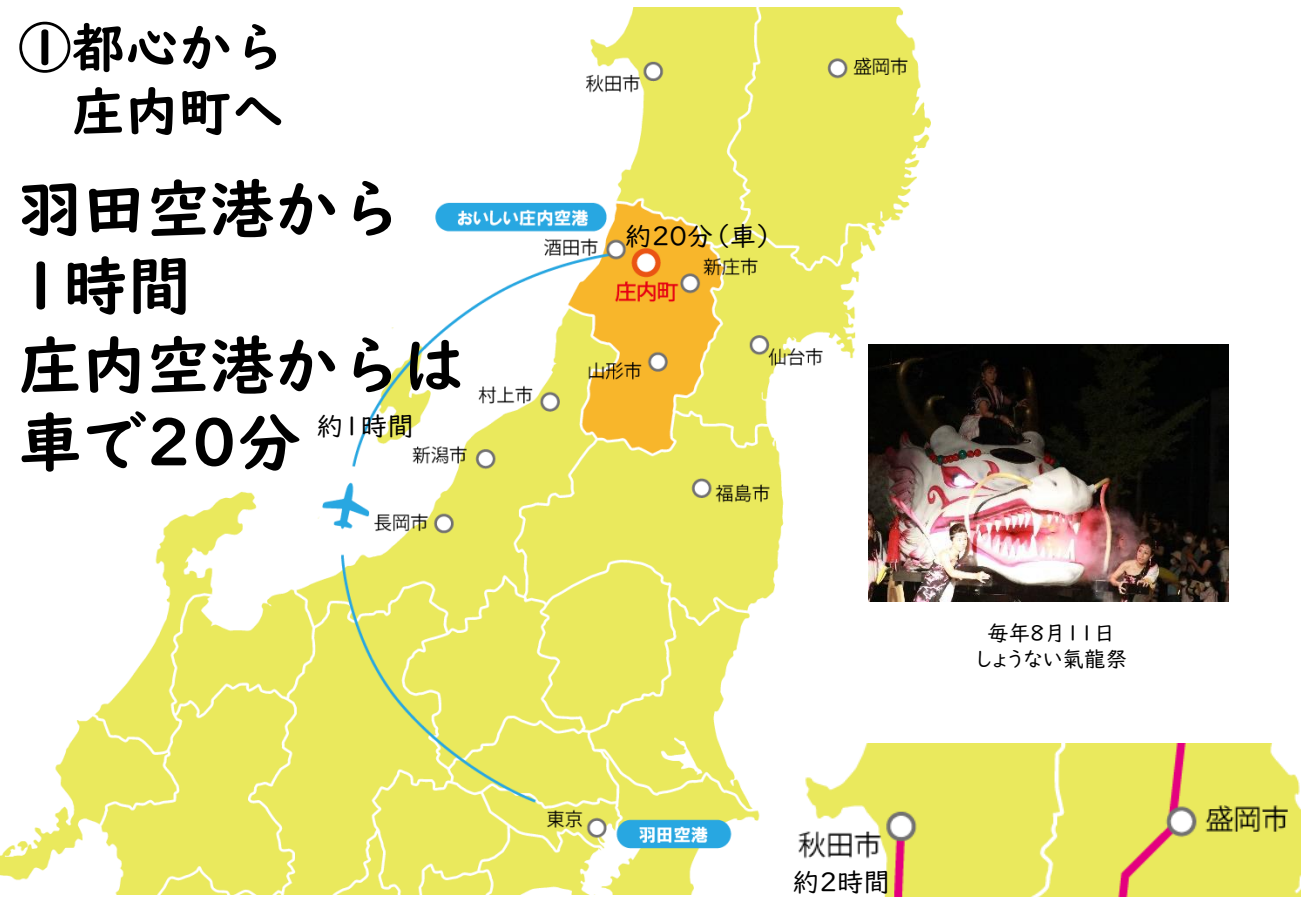 ①都心から
庄内町へ
羽田空港から
1時間
庄内空港からは
車で20分
秋田市
盛岡市
おいしい庄内空港
酒田市
約20分（車）
新庄市
庄内町
山形市
仙台市
村上市
約1時間
新潟市
福島市
長岡市
東京
羽田空港
毎年8月11日
しょうない氣龍祭
秋田市
約2時間
盛岡市